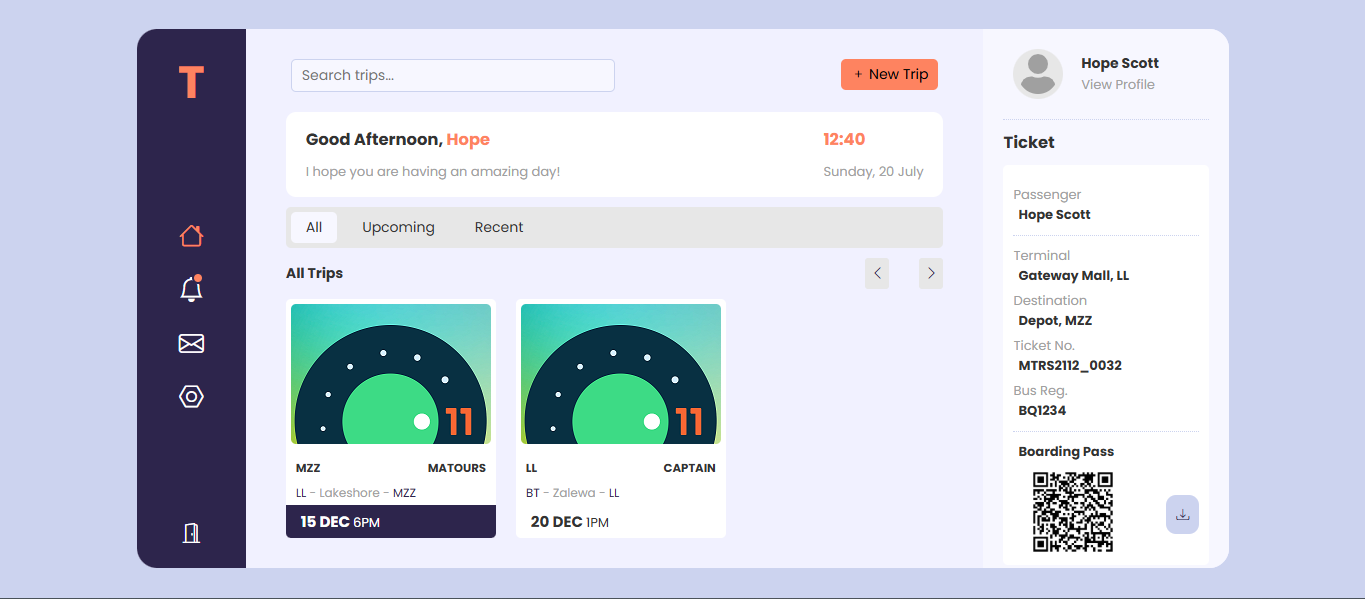 T
Search trips...
+ New Trip
Good Afternoon, Hope
I hope you are having an amazing day!
12:40
Sunday, 20 July
All
Upcoming
Recent
All Trips
11
MZZ MATOURS
LL - Lakeshore - MZZ
15 DEC 6PM
11
LL CAPTAIN
BT - Zalewa - LL
20 DEC 1PM
Hope Scott
View Profile
Ticket
Passenger
Hope Scott
Terminal
Gateway Mall, LL
Destination
Depot, MZZ
Ticket No.
MTRS2112_0032
Bus Reg.
BQ1234
Boarding Pass